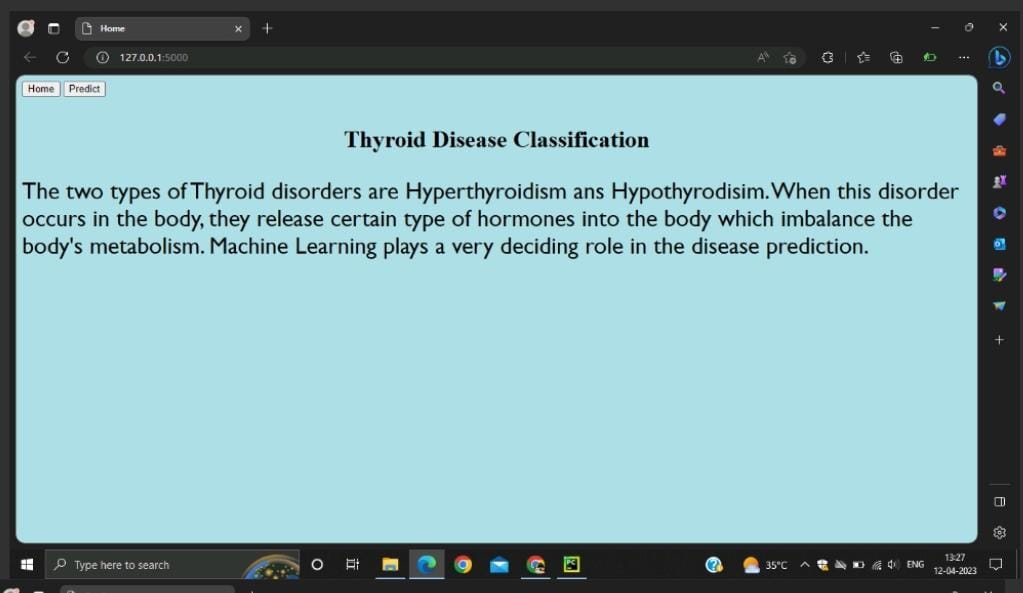 Home
127.0.0.1:5000
Home Predict
Thyroid Disease Classification
The two types of Thyroid disorders are Hyperthyroidism ans Hypothyrodisim.When this disorder
occurs in the body, they release certain type of hormones into the body which imbalance the
body's metabolism. Machine Learning plays a very deciding role in the disease prediction.
Type here to search
35°C
ENG
13:27
12-04-2023